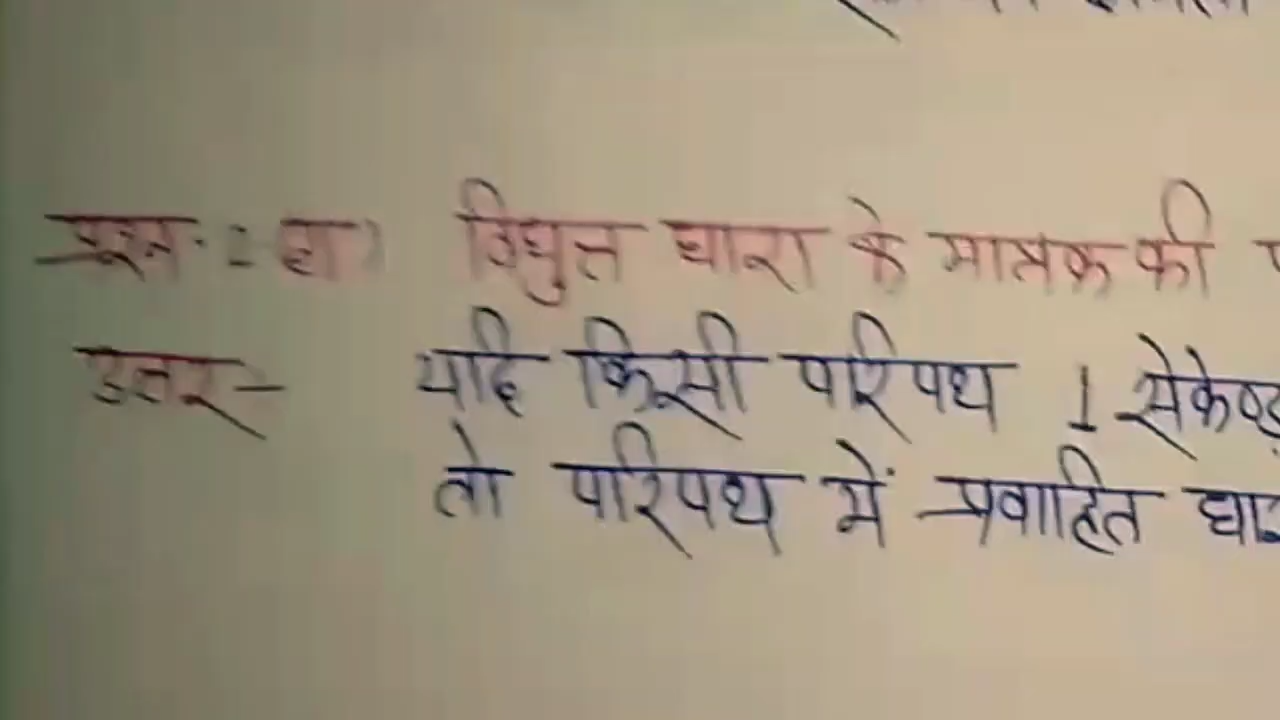 प्रश्न:2-
विधुत्त धारा के मात्रक की
उत्तर- यदि किसी परिपथ 1 सेकेण्ड
तो परिपथ में प्रवाहित धारा